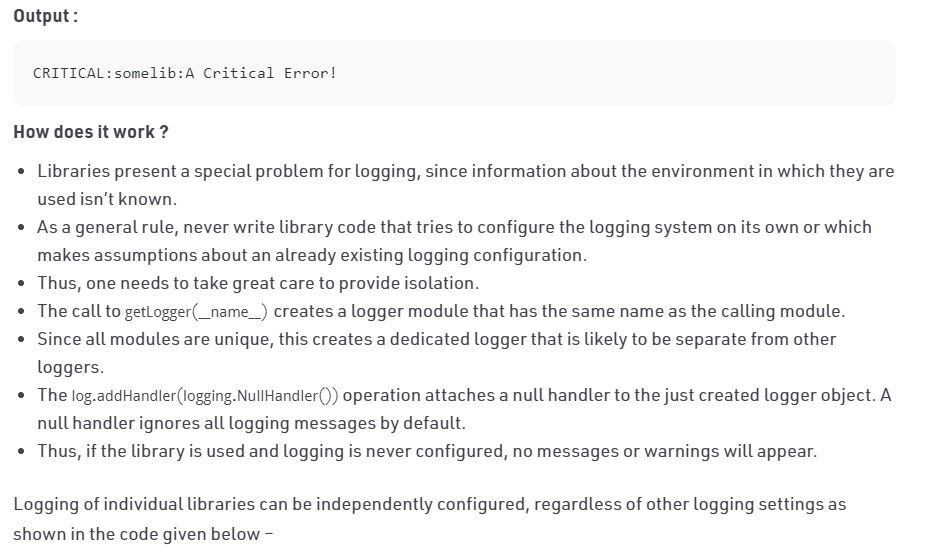 Output :
CRITICAL:somelib:A Critical Error!
How does it work ?
• Libraries present a special problem for logging, since information about the environment in which they are
used isn’t known.
• As a general rule, never write library code that tries to configure the logging system on its own or which
makes assumptions about an already existing logging configuration.
• Thus, one needs to take great care to provide isolation.
• The call to getLogger(__name__) creates a logger module that has the same name as the calling module.
• Since all modules are unique, this creates a dedicated logger that is likely to be separate from other
loggers.
• The log.addHandler(logging.NullHandler()) operation attaches a null handler to the just created logger object. A
null handler ignores all logging messages by default.
• Thus, if the library is used and logging is never configured, no messages or warnings will appear.
Logging of individual libraries can be independently configured, regardless of other logging settings as
shown in the code given below –